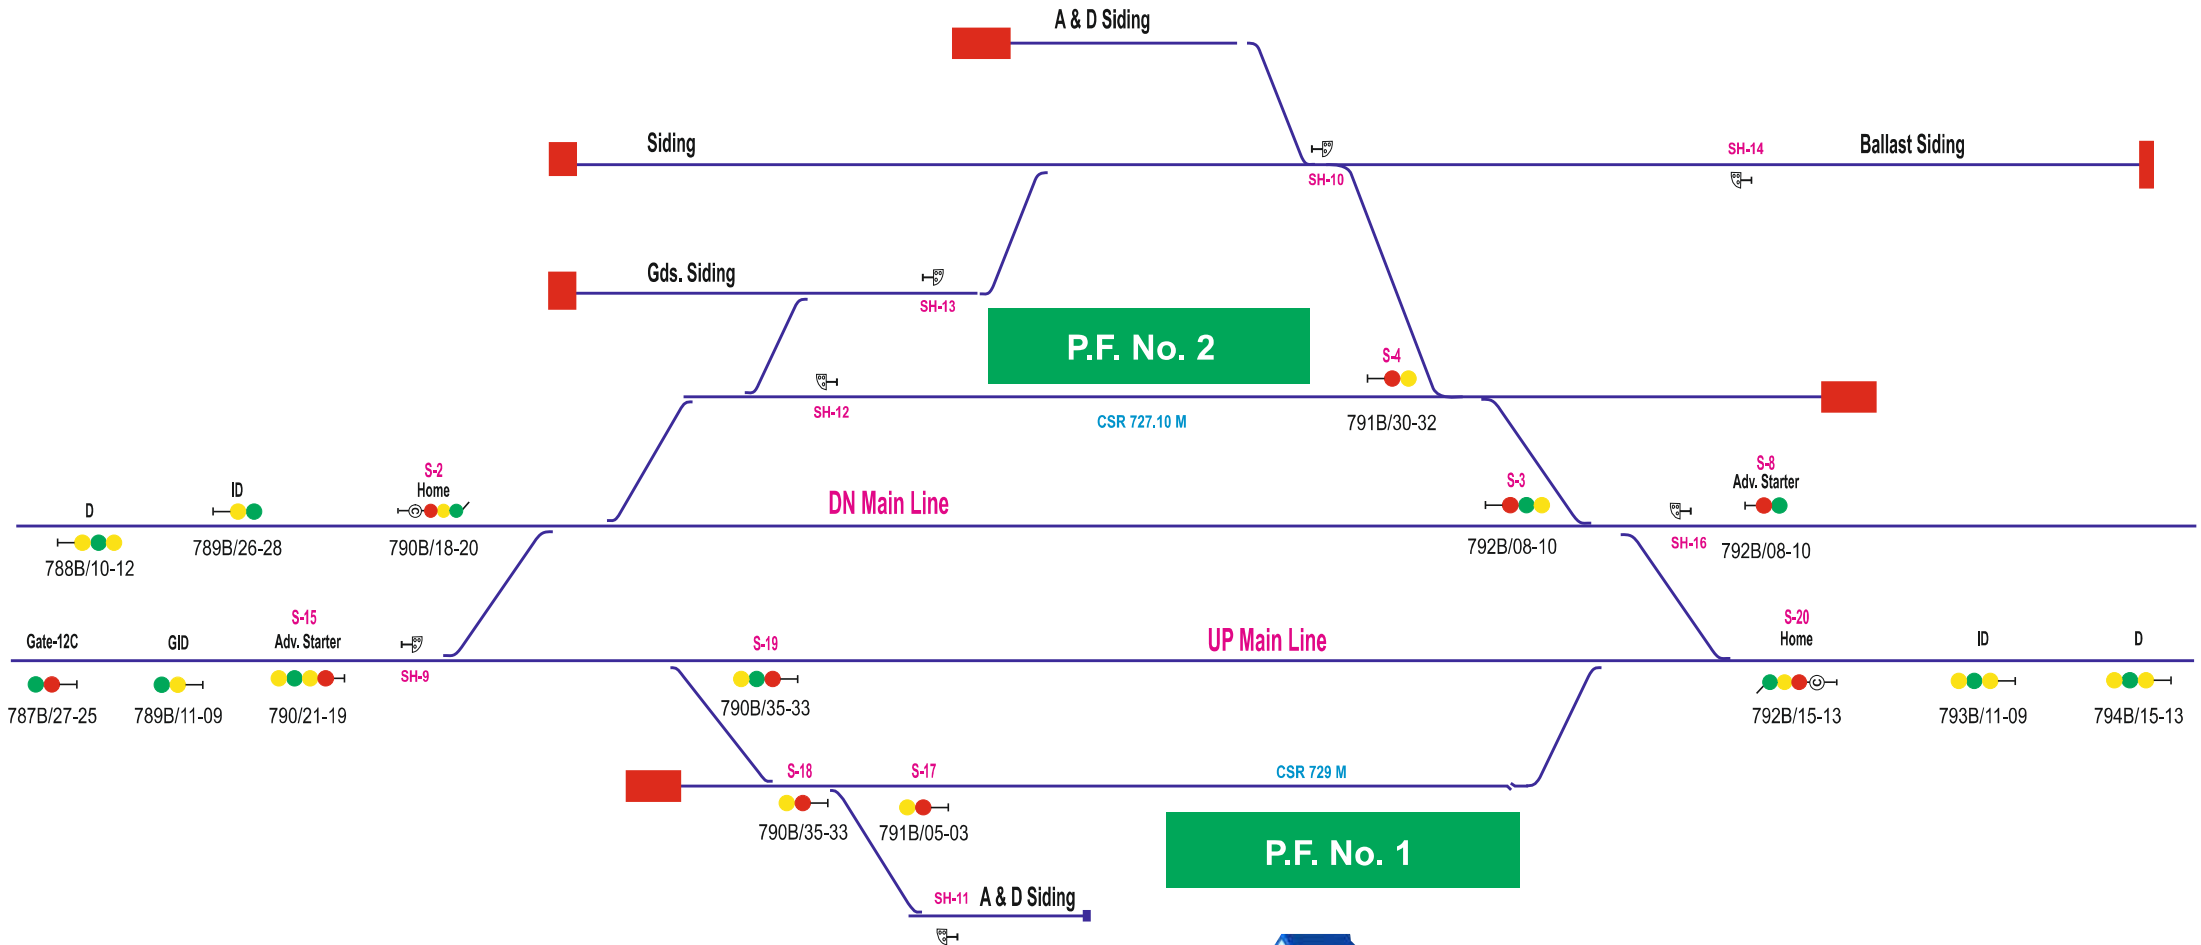 A & D Siding
Siding
SH-14
Ballast Siding
SH-10
Gds. Siding
SH-13
P.F. No. 2
S-4
SH-12
CSR 727.10 M
791B/30-32
S-2
Home
ID
D
DN Main Line
S-3
S-8
Adv. Starter
788B/10-12
789B/26-28
790B/18-20
792B/08-10
SH-16
792B/08-10
Gate-12C
GID
S-15
Adv. Starter
SH-9
S-19
UP Main Line
S-20
Home
ID
D
787B/27-25
789B/11-09
790/21-19
790B/35-33
C
792B/15-13
793B/11-09
794B/15-13
S-18
S-17
CSR 729 M
790B/35-33
791B/05-03
P.F. No. 1
SH-11
A & D Siding